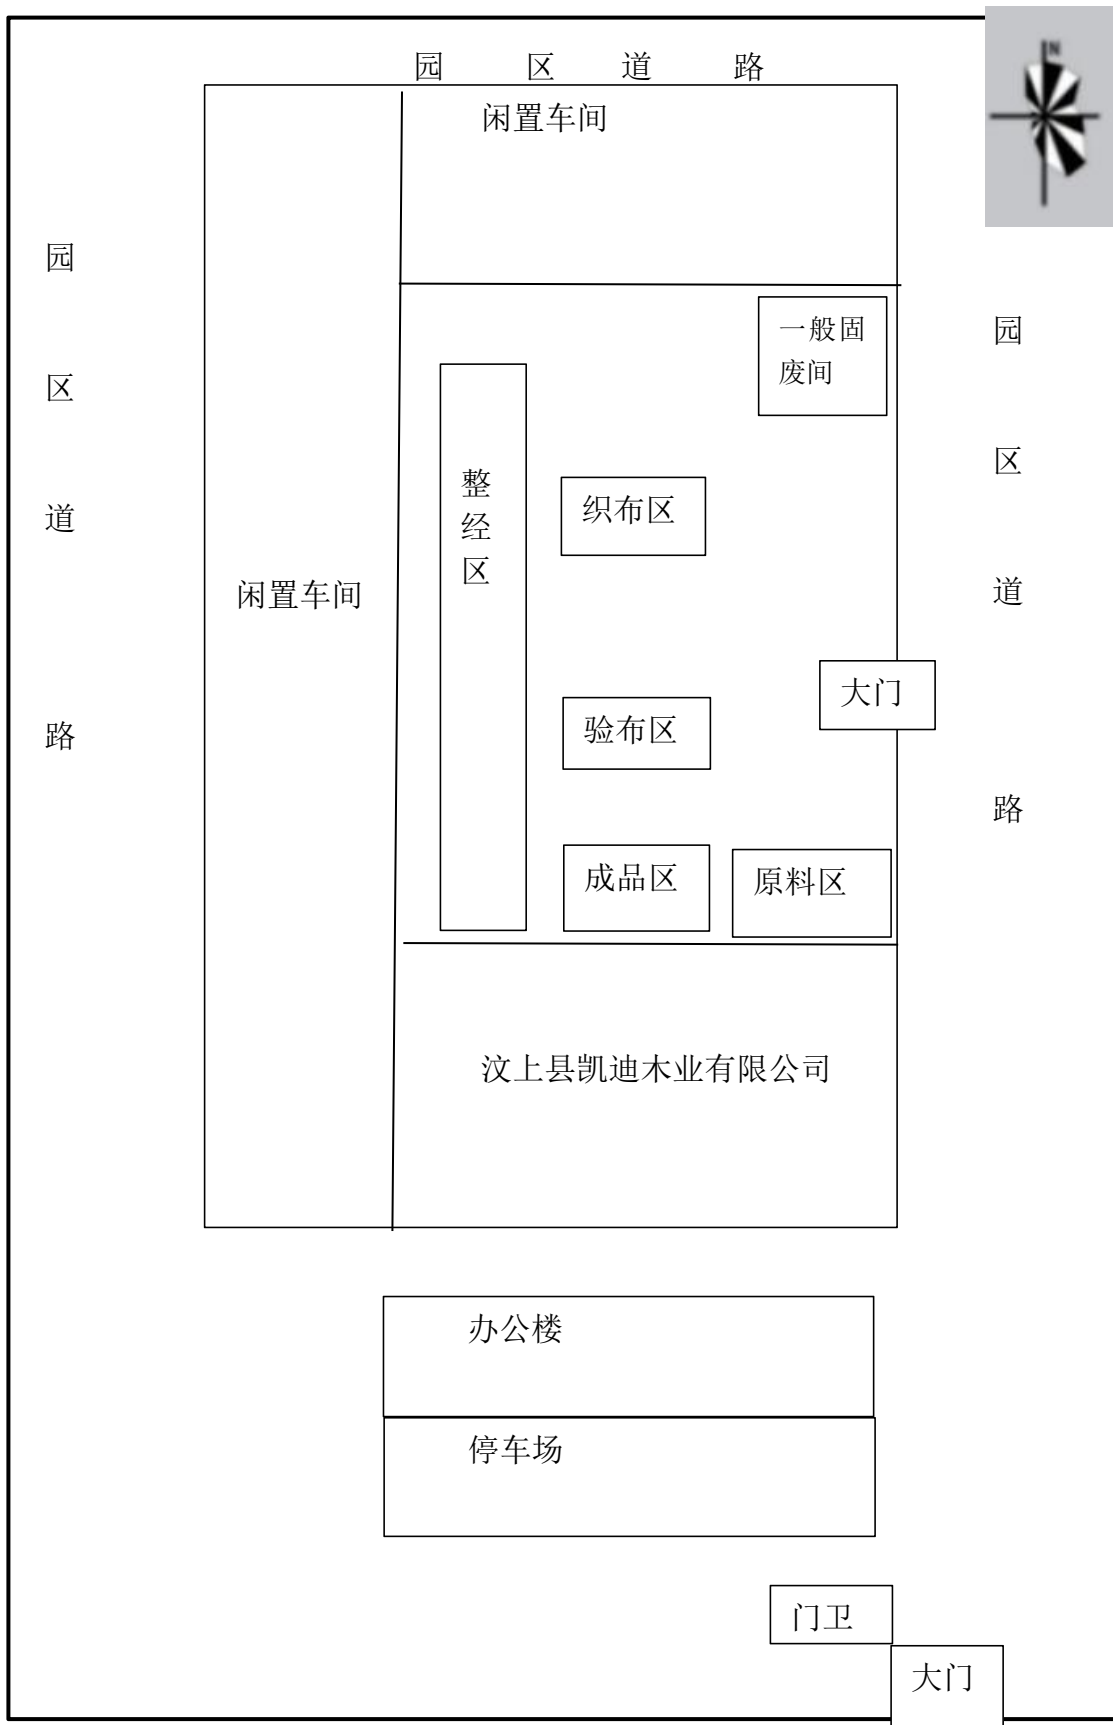 园区道路
N
闲置车间
园区道路
一般固
废间
园区道路
整经区
织布区
闲置车间
大门
验布区
成品区
原料区
汶上县凯迪木业有限公司
办公楼
停车场
门卫
大门